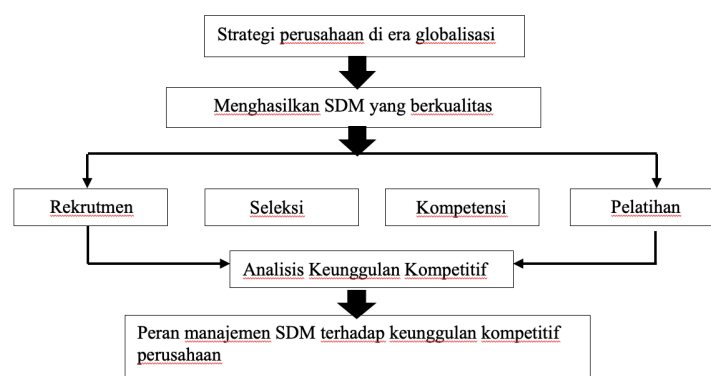 Strategi perusahaan di era globalisasi
Menghasilkan SDM yang berkualitas
Rekrutmen
Seleksi
Kompetensi
Pelatihan
Analisis Keunggulan Kompetitif
Peran manajemen SDM terhadap keunggulan kompetitif
perusahaan